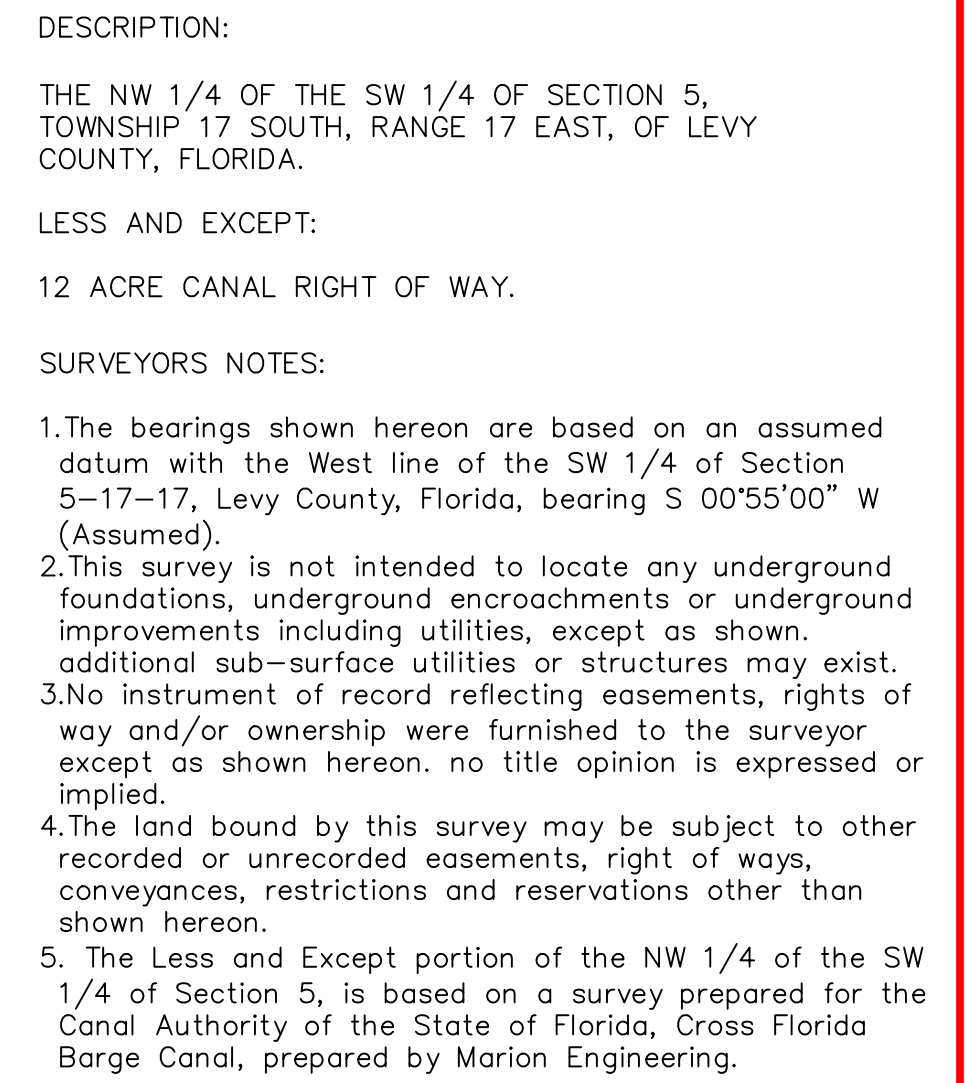 DESCRIPTION:
THE NW 1/4 OF THE SW 1/4 OF SECTION 5,
TOWNSHIP 17 SOUTH, RANGE 17 EAST, OF LEVY
COUNTY, FLORIDA.
LESS AND EXCEPT:
12 ACRE CANAL RIGHT OF WAY.
SURVEYORS NOTES:
1.The bearings shown hereon are based on an assumed
datum with the West line of the SW 1/4 of Section
5-17-17, Levy County, Florida, bearing S 00°55'00" W
(Assumed).
2.This survey is not intended to locate any underground
foundations, underground encroachments or underground
improvements including utilities, except as shown.
additional sub-surface utilities or structures may exist.
3.No instrument of record reflecting easements, rights of
way and/or ownership were furnished to the surveyor
except as shown hereon. no title opinion is expressed or
implied.
4.The land bound by this survey may be subject to other
recorded or unrecorded easements, right of ways,
conveyances, restrictions and reservations other than
shown hereon.
5. The Less and Except portion of the NW 1/4 of the SW
1/4 of Section 5, is based on a survey prepared for the
Canal Authority of the State of Florida, Cross Florida
Barge Canal, prepared by Marion Engineering.